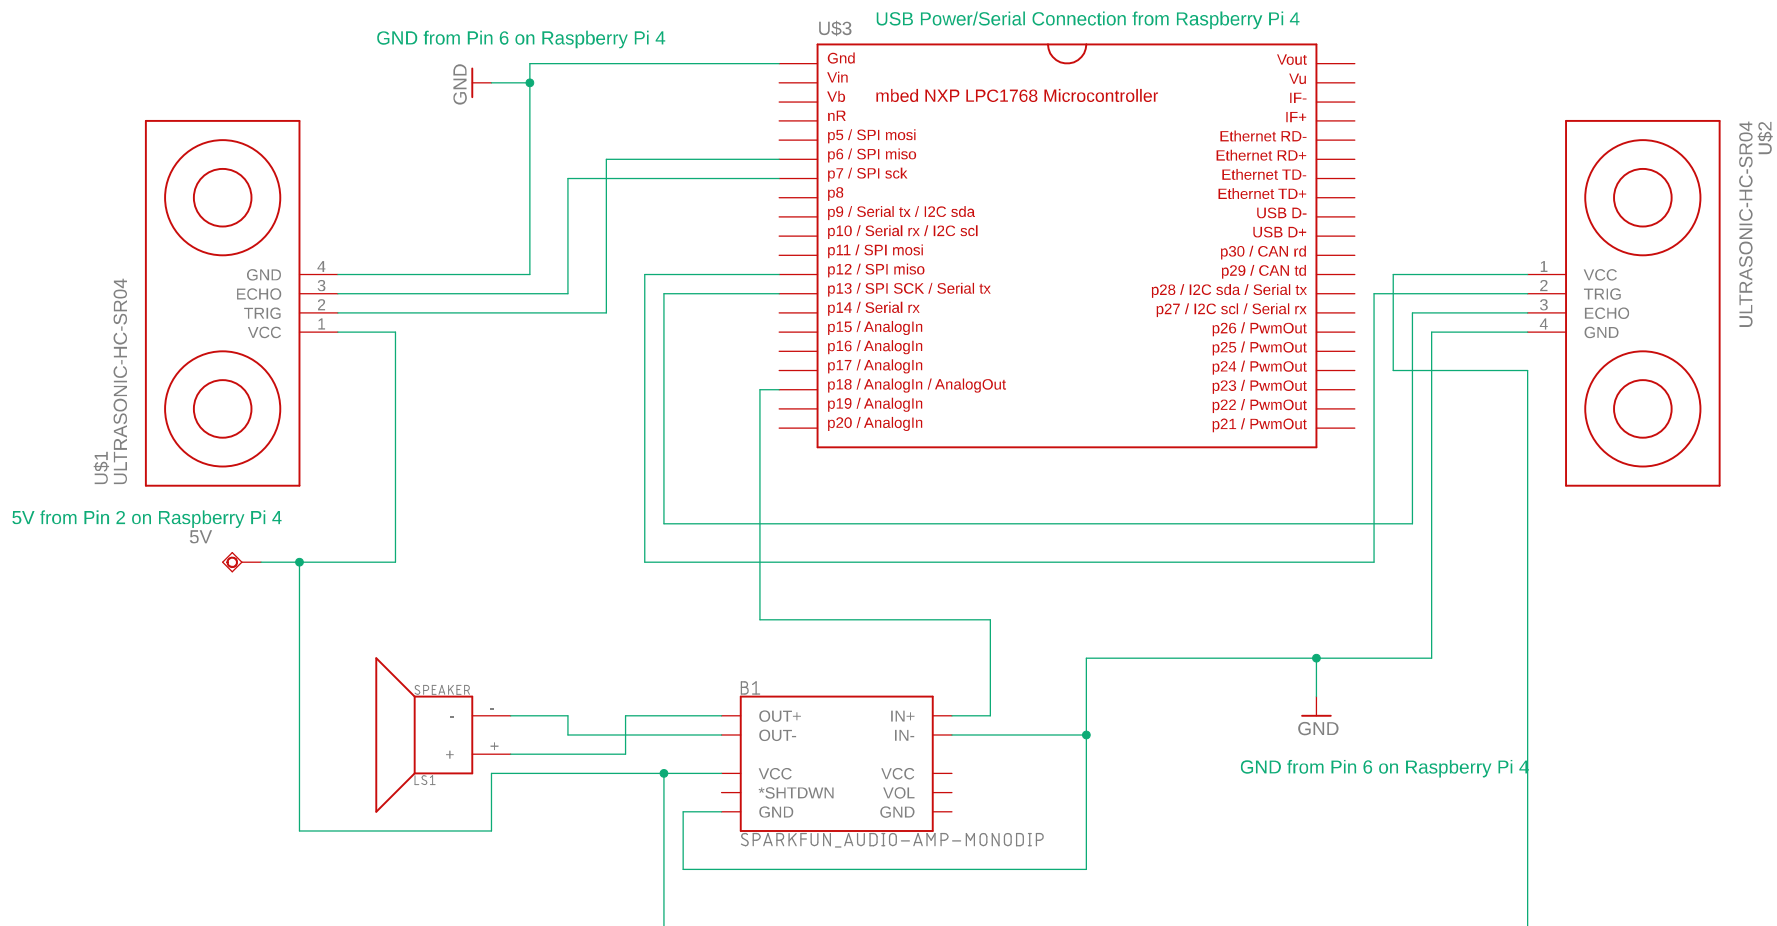 USB Power/Serial Connection from Raspberry Pi 4
GND from Pin 6 on Raspberry Pi 4
GND
U$3
mbed NXP LPC1768 Microcontroller
Gnd
Vin
Vb
nR
p5 / SPI mosi
p6 / SPI miso
p7 / SPI sck
p8
p9 / Serial tx / I2C sda
p10 / Serial rx / I2C scl
p11 / SPI mosi
p12 / SPI miso
p13 / SPI SCK / Serial tx
p14 / Serial rx
p15 / AnalogIn
p16 / AnalogIn
p17 / AnalogIn
p18 / AnalogIn / AnalogOut
p19 / AnalogIn
p20 / AnalogIn
Vout
Vu
IF-
IF+
Ethernet RD-
Ethernet RD+
Ethernet TD-
Ethernet TD+
USB D-
USB D+
p30 / CAN rd
p29 / CAN td
p28 / I2C sda / Serial tx
p27 / I2C scl / Serial rx
p26 / PwmOut
p25 / PwmOut
p24 / PwmOut
p23 / PwmOut
p22 / PwmOut
p21 / PwmOut
U$1
ULTRASONIC-HC-SR04
GND 4
ECHO 3
TRIG 2
VCC 1
U$2
ULTRASONIC-HC-SR04
1 VCC
2 TRIG
3 ECHO
4 GND
5V from Pin 2 on Raspberry Pi 4
5V
SPEAKER
- -
+ +
LS1
B1
OUT+ IN+
OUT- IN-
VCC VCC
*SHTDWN VOL
GND GND
SPARKFUN_AUDIO-AMP-MONODIP
GND
GND from Pin 6 on Raspberry Pi 4